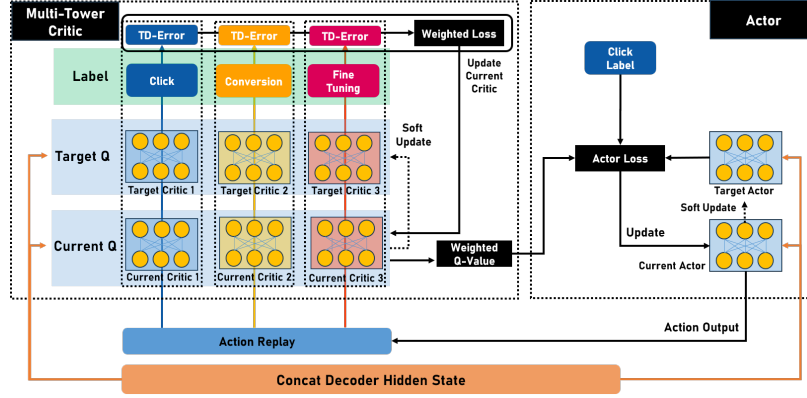 Multi-Tower
Critic
TD-Error
TD-Error
TD-Error
Weighted Loss
Actor
Label
Click
Conversion
Fine
Tuning
Update
Current
Critic
Click
Label
Target Q
Target Critic 1
Target Critic 2
Target Critic 3
Soft
Update
Actor Loss
Target Actor
Current Q
Current Critic 1
Current Critic 2
Current Critic 3
Weighted
Q-Value
Update
Soft Update
Current Actor
Action Replay
Action Output
Concat Decoder Hidden State